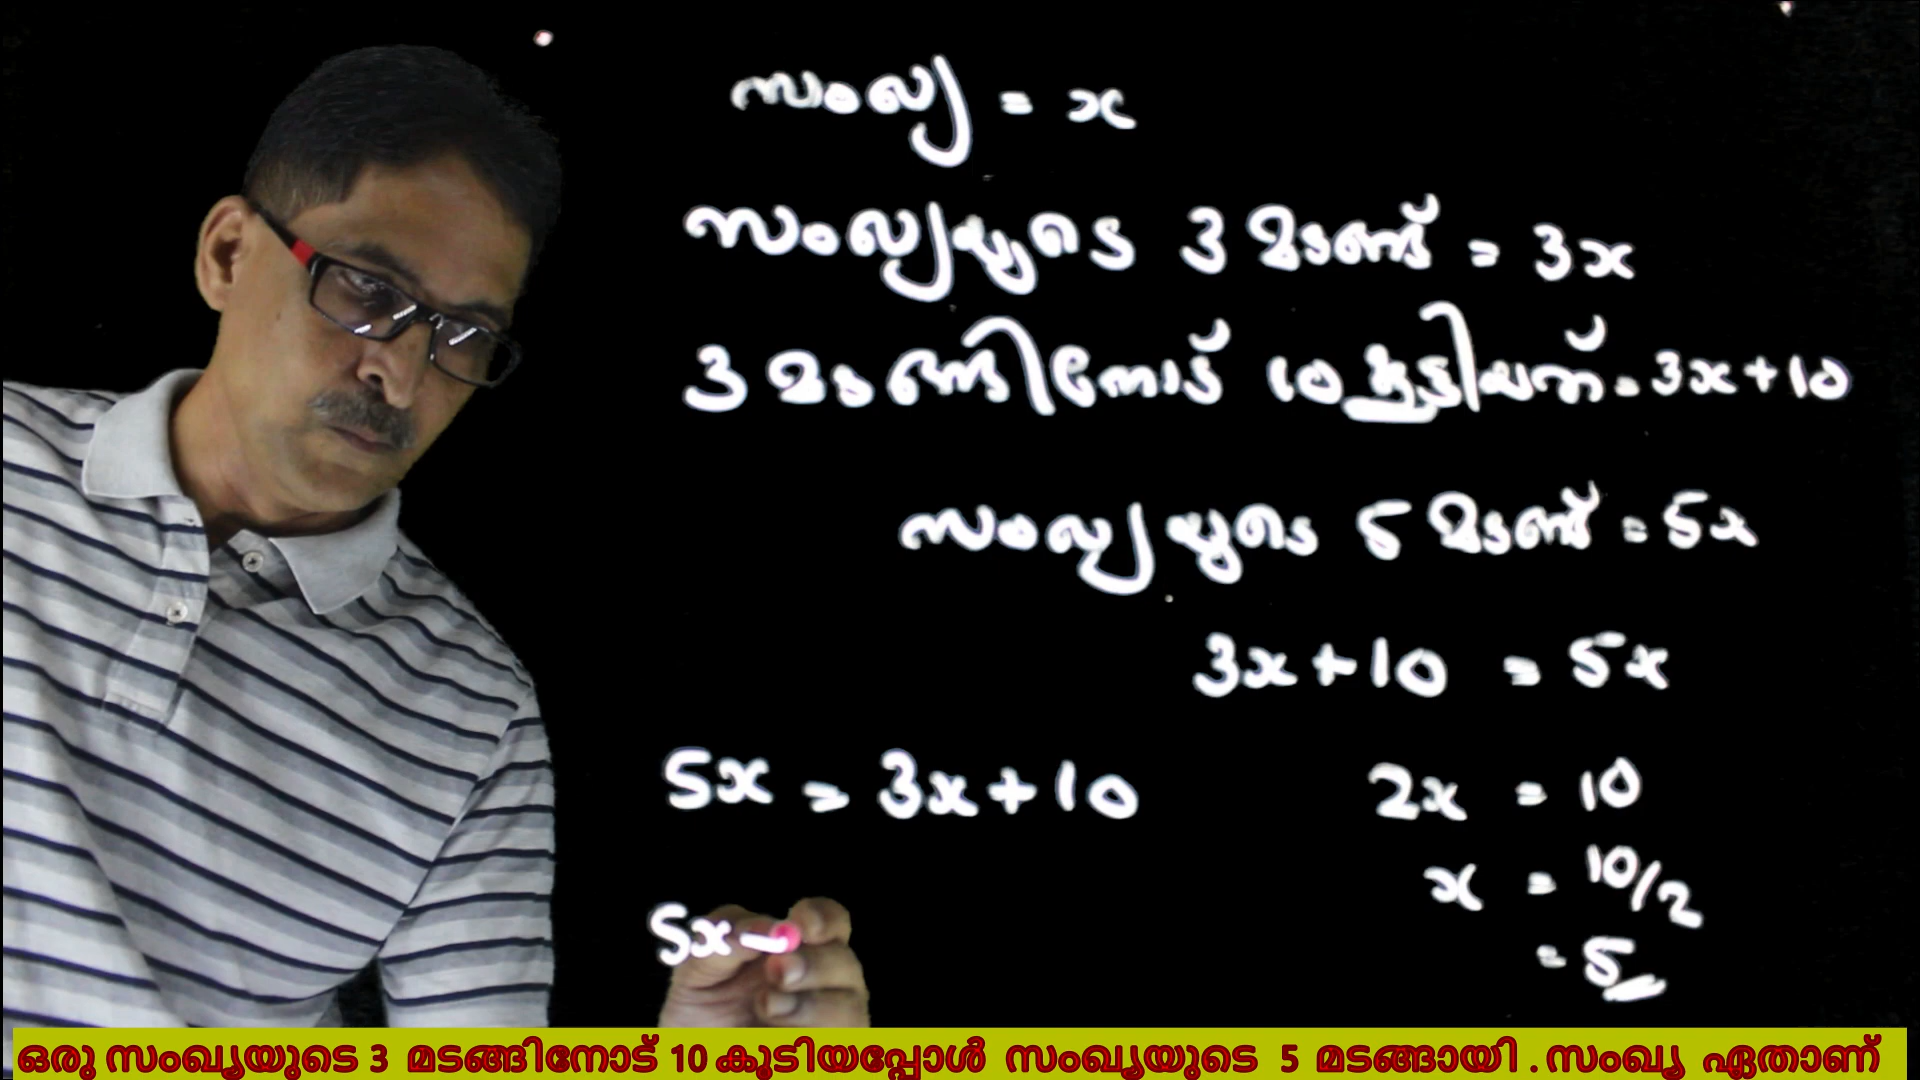 സംഖ്യ = x
സംഖ്യയുടെ 3 മടങ്ങ് = 3x
3 മടങ്ങിനോട് 10 കൂടിയത് = 3x + 10
സംഖ്യയുടെ 5 മടങ്ങ് = 5x
3x + 10 = 5x
5x = 3x + 10
2x = 10
x = 10/2
5x -
= 5
ഒരു സംഖ്യയുടെ 3 മടങ്ങിനോട് 10 കൂടിയപ്പോൾ സംഖ്യയുടെ 5 മടങ്ങായി . സംഖ്യ ഏതാണ്